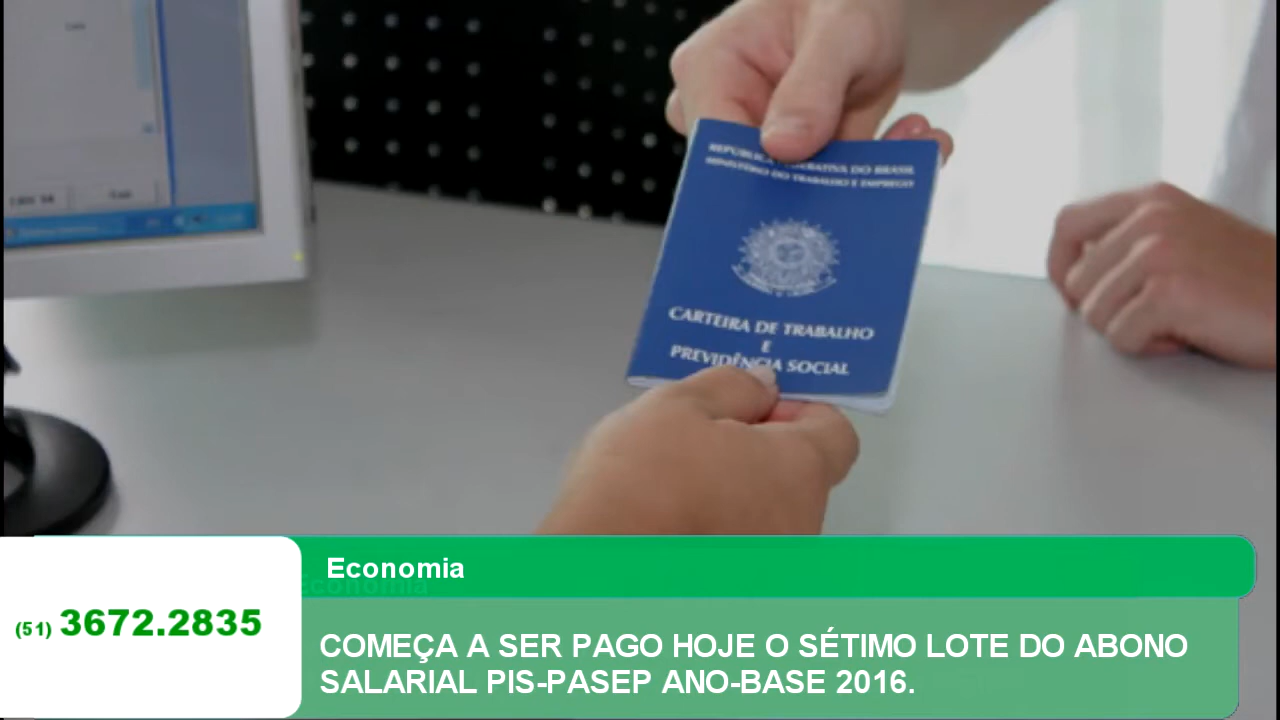 REPÚBLICA FEDERATIVA DO BRASIL
MINISTÉRIO DO TRABALHO E EMPREGO
CARTEIRA DE TRABALHO
E
PREVIDÊNCIA SOCIAL
Economia
(51) 3672.2835
COMEÇA A SER PAGO HOJE O SÉTIMO LOTE DO ABONO
SALARIAL PIS-PASEP ANO-BASE 2016.